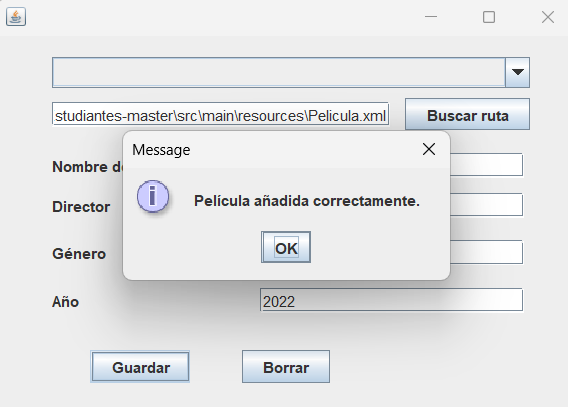 studiantes-master\src\main\resources\Pelicula.xml
Buscar ruta
Message
Nombre de
Director
Película añadida correctamente.
Género
OK
Año
2022
Guardar
Borrar